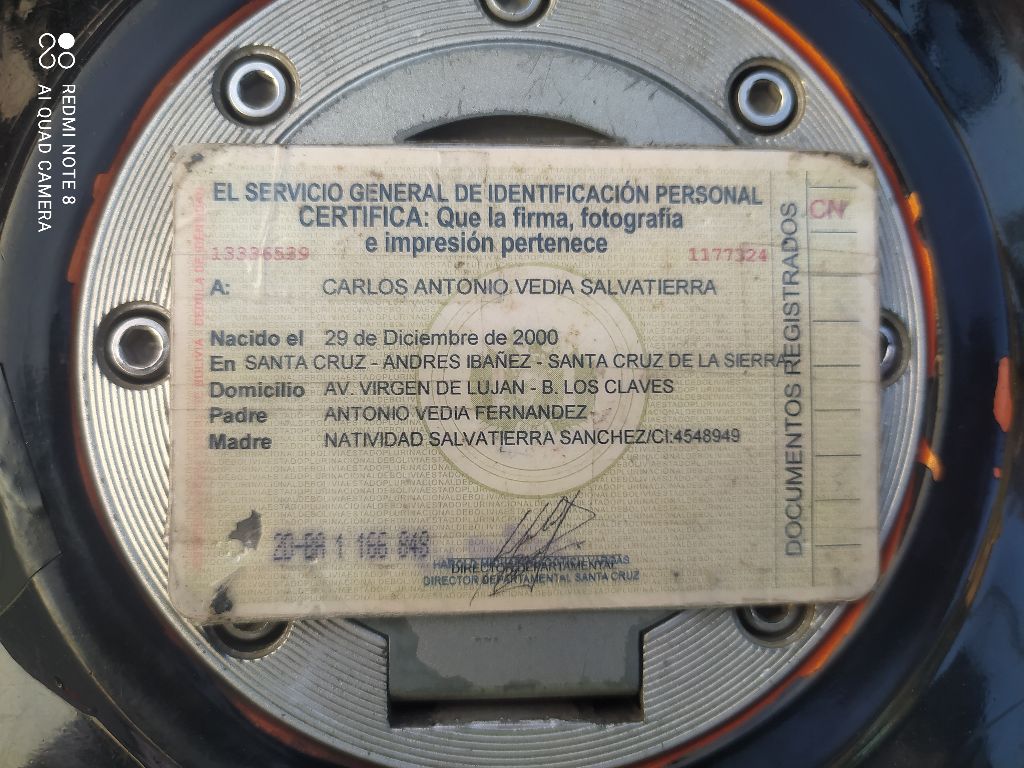 EL SERVICIO GENERAL DE IDENTIFICACIÓN PERSONAL
CERTIFICA: Que la firma, fotografía
e impresión pertenece
13336539
1177324
A: CARLOS ANTONIO VEDIA SALVATIERRA
Nacido el 29 de Diciembre de 2000
En SANTA CRUZ - ANDRES IBAÑEZ - SANTA CRUZ DE LA SIERRA
Domicilio AV. VIRGEN DE LUJAN - B. LOS CLAVES
Padre ANTONIO VEDIA FERNANDEZ
Madre NATIVIDAD SALVATIERRA SANCHEZ/CI:4548949
DIRECTOR DEPARTAMENTAL
DIRECTOR DEPARTAMENTAL SANTA CRUZ
DOCUMENTOS REGISTRADOS
CN
REDMI NOTE 8
AI QUAD CAMERA